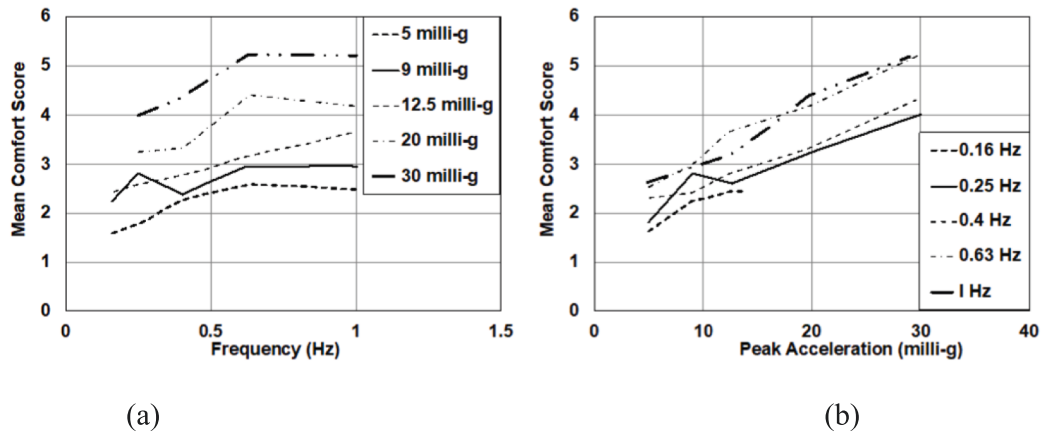 6
5
4
3
2
1
0
Mean Comfort Score
0
0.5
1
1.5
Frequency (Hz)
5 milli-g
9 milli-g
12.5 milli-g
20 milli-g
30 milli-g
(a)
6
5
4
3
2
1
0
Mean Comfort Score
0
10
20
30
40
Peak Acceleration (milli-g)
0.16 Hz
0.25 Hz
0.4 Hz
0.63 Hz
I Hz
(b)